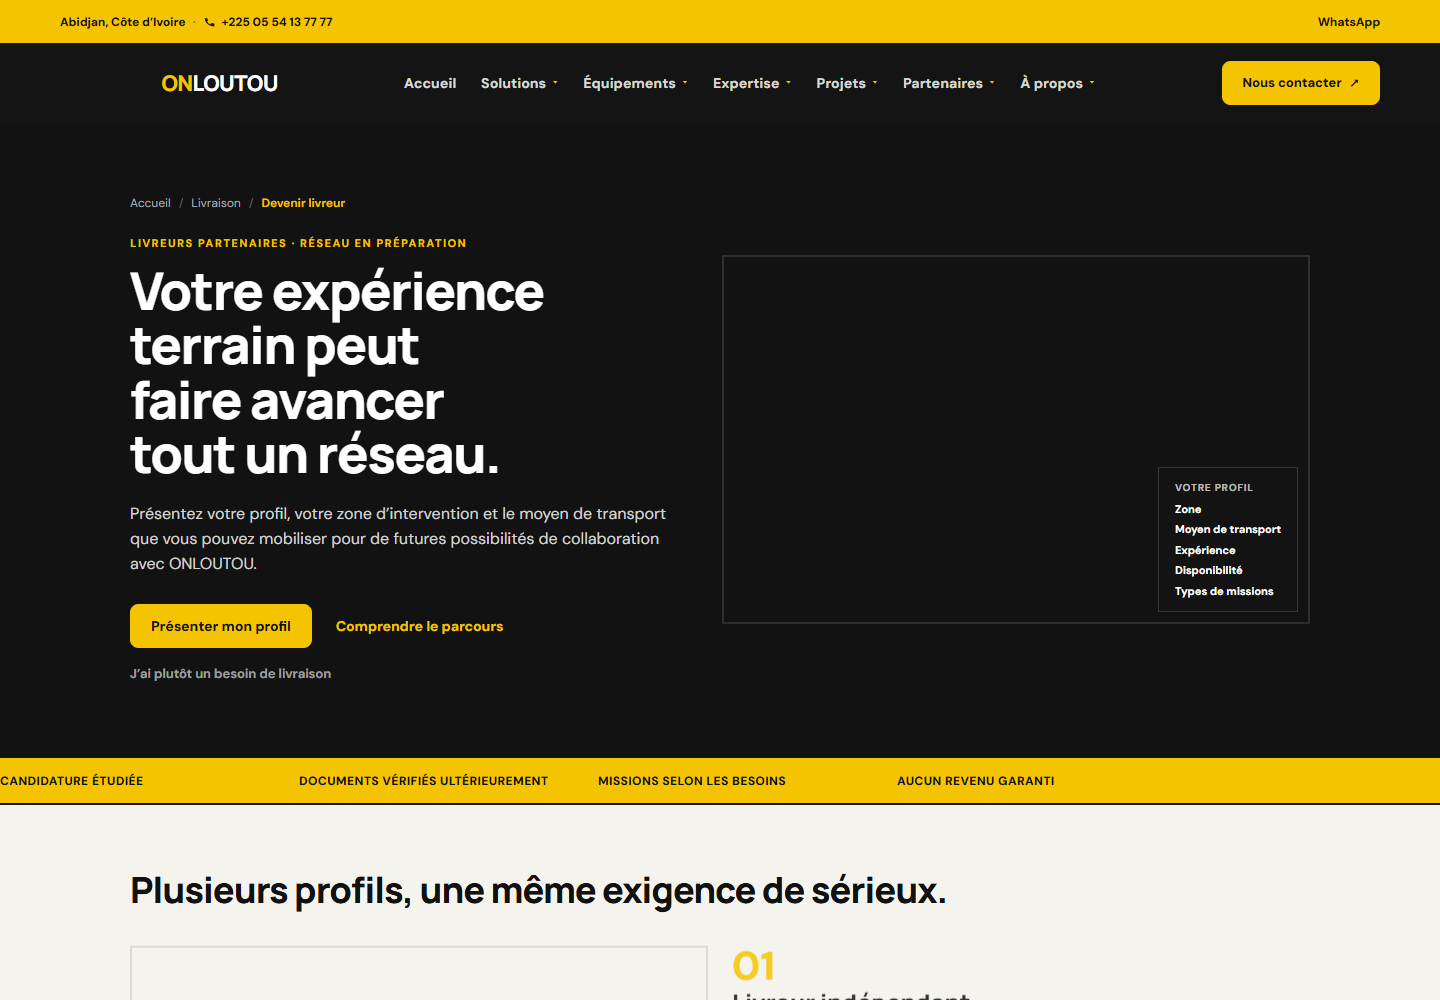 Abidjan, Côte d’Ivoire · +225 05 54 13 77 77
WhatsApp
ONLOUTOU
Accueil Solutions Équipements Expertise Projets Partenaires À propos
Nous contacter ↗
Accueil / Livraison / Devenir livreur
LIVREURS PARTENAIRES · RÉSEAU EN PRÉPARATION
Votre expérience
terrain peut
faire avancer
tout un réseau.
Présentez votre profil, votre zone d’intervention et le moyen de transport
que vous pouvez mobiliser pour de futures possibilités de collaboration
avec ONLOUTOU.
Présenter mon profil Comprendre le parcours
J’ai plutôt un besoin de livraison
VOTRE PROFIL
Zone
Moyen de transport
Expérience
Disponibilité
Types de missions
CANDIDATURE ÉTUDIÉE DOCUMENTS VÉRIFIÉS ULTÉRIEUREMENT MISSIONS SELON LES BESOINS AUCUN REVENU GARANTI
Plusieurs profils, une même exigence de sérieux.
01
Livreur indépendant